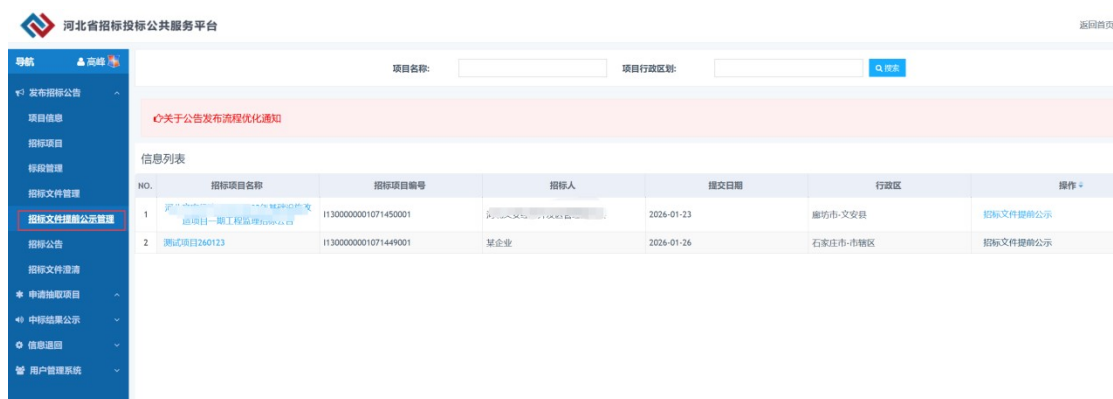 河北省招标投标公共服务平台
返回首页
导航
高峰
发布招标公告
项目信息
招标项目
标段管理
招标文件管理
招标文件提前公示管理
招标公告
招标文件澄清
申请抽取项目
中标结果公示
信息退回
用户管理系统
项目名称:
项目行政区划:
搜索
关于公告发布流程优化通知
信息列表
NO. 招标项目名称 招标项目编号 招标人 提交日期 行政区 操作
1 I1300000001071450001 2026-01-23 廊坊市-文安县 招标文件提前公示
造项目一期工程监理招标公告
2 测试项目260123 I1300000001071449001 某企业 2026-01-26 石家庄市-市辖区 招标文件提前公示